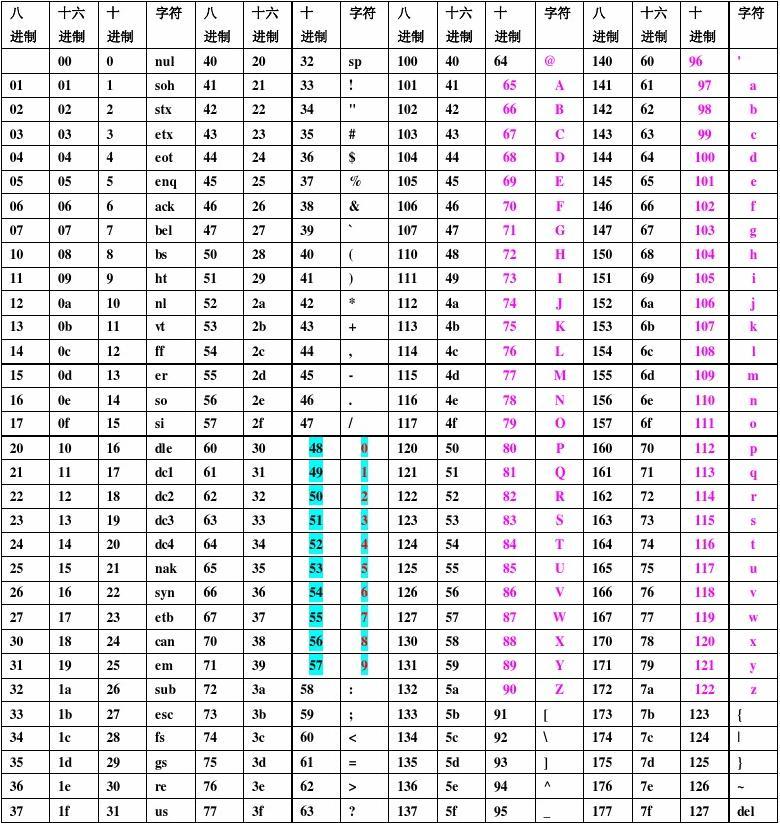 八进制 十六进制 十进制 字符 八进制 十六进制 十进制 字符 八进制 十六进制 十进制 字符 八进制 十六进制 十进制 字符
00 0 nul 40 20 32 sp 100 40 64 @ 140 60 96 '
01 01 1 soh 41 21 33 ! 101 41 65 A 141 61 97 a
02 02 2 stx 42 22 34 " 102 42 66 B 142 62 98 b
03 03 3 etx 43 23 35 # 103 43 67 C 143 63 99 c
04 04 4 eot 44 24 36 $ 104 44 68 D 144 64 100 d
05 05 5 enq 45 25 37 % 105 45 69 E 145 65 101 e
06 06 6 ack 46 26 38 & 106 46 70 F 146 66 102 f
07 07 7 bel 47 27 39 ` 107 47 71 G 147 67 103 g
10 08 8 bs 50 28 40 ( 110 48 72 H 150 68 104 h
11 09 9 ht 51 29 41 ) 111 49 73 I 151 69 105 i
12 0a 10 nl 52 2a 42 * 112 4a 74 J 152 6a 106 j
13 0b 11 vt 53 2b 43 + 113 4b 75 K 153 6b 107 k
14 0c 12 ff 54 2c 44 , 114 4c 76 L 154 6c 108 l
15 0d 13 er 55 2d 45 - 115 4d 77 M 155 6d 109 m
16 0e 14 so 56 2e 46 . 116 4e 78 N 156 6e 110 n
17 0f 15 si 57 2f 47 / 117 4f 79 O 157 6f 111 o
20 10 16 dle 60 30 48 0 120 50 80 P 160 70 112 p
21 11 17 dc1 61 31 49 1 121 51 81 Q 161 71 113 q
22 12 18 dc2 62 32 50 2 122 52 82 R 162 72 114 r
23 13 19 dc3 63 33 51 3 123 53 83 S 163 73 115 s
24 14 20 dc4 64 34 52 4 124 54 84 T 164 74 116 t
25 15 21 nak 65 35 53 5 125 55 85 U 165 75 117 u
26 16 22 syn 66 36 54 6 126 56 86 V 166 76 118 v
27 17 23 etb 67 37 55 7 127 57 87 W 167 77 119 w
30 18 24 can 70 38 56 8 130 58 88 X 170 78 120 x
31 19 25 em 71 39 57 9 131 59 89 Y 171 79 121 y
32 1a 26 sub 72 3a 58 : 132 5a 90 Z 172 7a 122 z
33 1b 27 esc 73 3b 59 ; 133 5b 91 [ 173 7b 123 {
34 1c 28 fs 74 3c 60 < 134 5c 92 \ 174 7c 124 |
35 1d 29 gs 75 3d 61 = 135 5d 93 ] 175 7d 125 }
36 1e 30 re 76 3e 62 > 136 5e 94 ^ 176 7e 126 ~
37 1f 31 us 77 3f 63 ? 137 5f 95 _ 177 7f 127 del